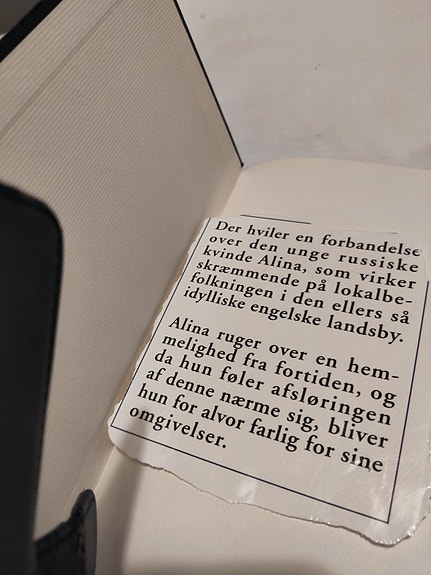 Der hviler en forbandelse
over den unge russiske
kvinde Alina, som virker
skræmmende på lokalbe-
folkningen i den ellers så
idylliske engelske landsby.
Alina ruger over en hem-
melighed fra fortiden, og
da hun føler afsløringen
af denne nærme sig, bliver
hun for alvor farlig for sine
omgivelser.